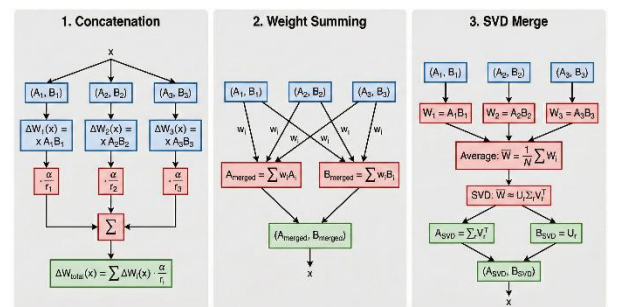 1. Concatenation
x
(A₁, B₁) (A₂, B₂) (A₃, B₃)
ΔW₁(x) = x A₁B₁
ΔW₂(x) = x A₂B₂
ΔW₃(x) = x A₃B₃
· α/r₁ · α/r₂ · α/r₃
Σ
ΔW_total(x) = ∑ ΔWᵢ(x) · α/rᵢ
2. Weight Summing
(A₁, B₁) (A₂, B₂) (A₃, B₃)
wᵢ wᵢ wᵢ wᵢ wᵢ
A_merged = ∑ wᵢAᵢ
B_merged = ∑ wᵢBᵢ
(A_merged, B_merged)
x
3. SVD Merge
(A₁, B₁) (A₂, B₂) (A₃, B₃)
W₁ = A₁B₁ W₂ = A₂B₂ W₃ = A₃B₃
Average: W̅ = 1/N ∑ Wᵢ
SVD: W̅ ≈ UᵣΣᵣVᵣᵀ
A_SVD = ∑ᵣVᵣᵀ B_SVD = Uᵣ
(A_SVD, B_SVD)
x